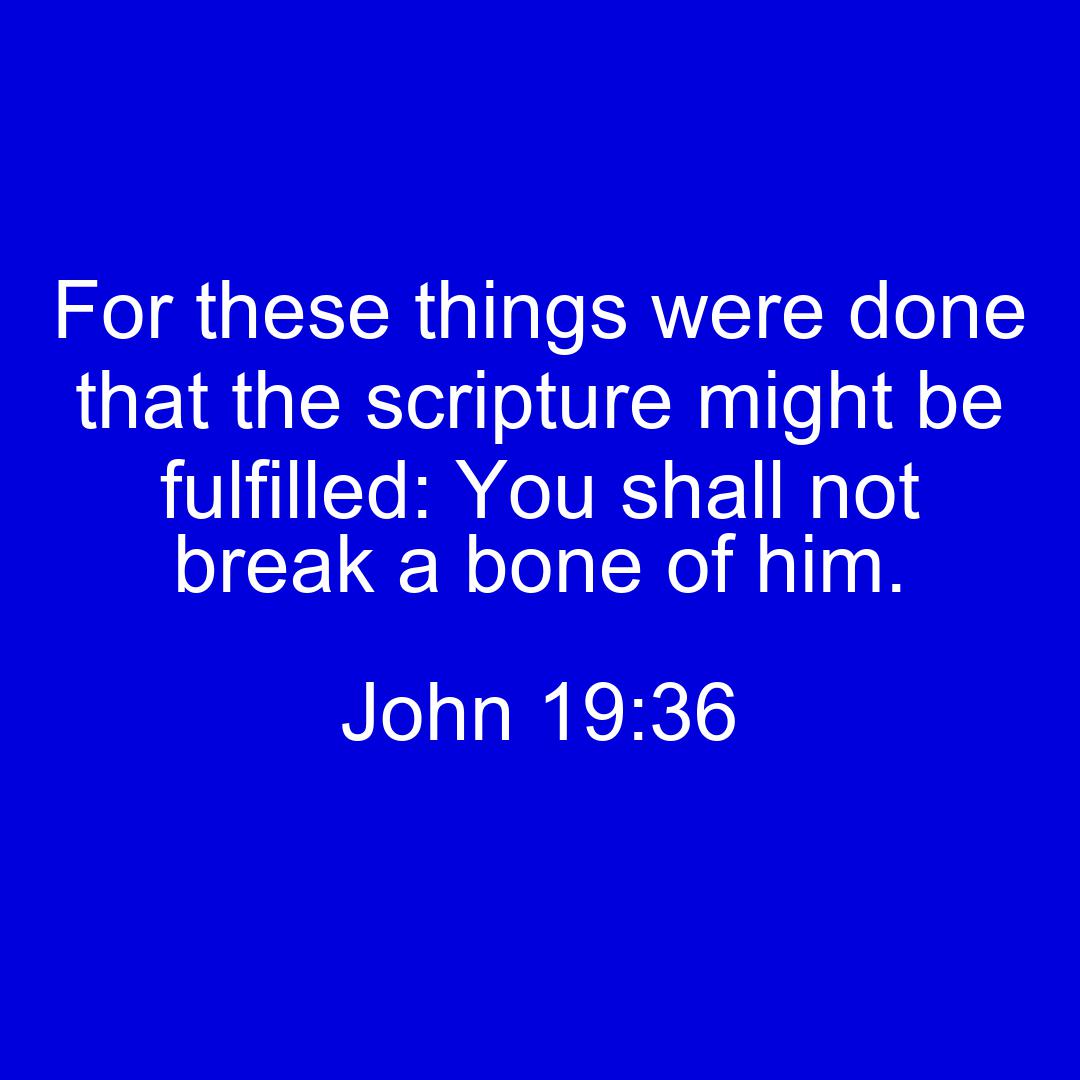 For these things were done
that the scripture might be
fulfilled: You shall not
break a bone of him.
John 19:36